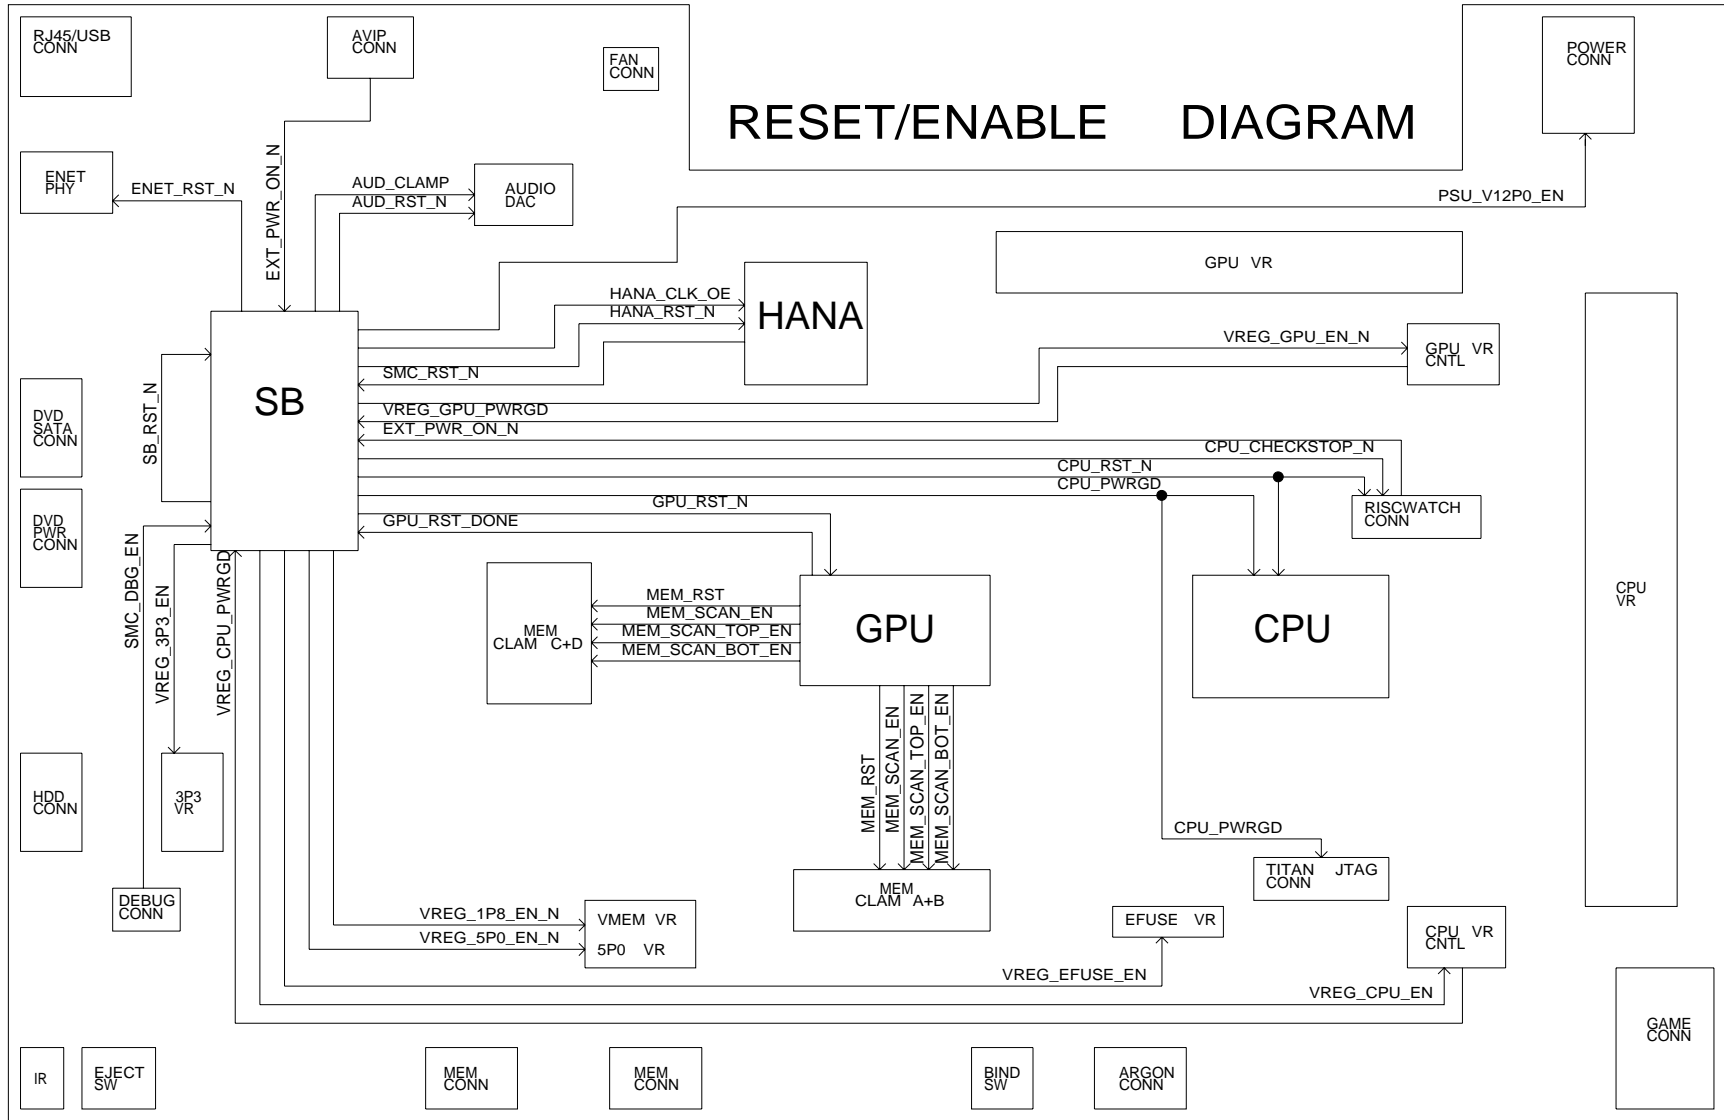 RJ45/USB
CONN
AVIP
CONN
FAN
CONN
POWER
CONN
RESET/ENABLE DIAGRAM
ENET
PHY
ENET_RST_N
EXT_PWR_ON_N
AUD_CLAMP
AUD_RST_N
AUDIO
DAC
PSU_V12P0_EN
GPU VR
HANA_CLK_OE
HANA_RST_N
HANA
SMC_RST_N
VREG_GPU_EN_N
GPU VR
CNTL
SB
SB_RST_N
DVD
SATA
CONN
VREG_GPU_PWRGD
EXT_PWR_ON_N
CPU_CHECKSTOP_N
CPU_RST_N
CPU_PWRGD
RISCWATCH
CONN
GPU_RST_N
GPU_RST_DONE
DVD
PWR
CONN
SMC_DBG_EN
VREG_3P3_EN
VREG_CPU_PWRGD
MEM
CLAM C+D
MEM_RST
MEM_SCAN_EN
MEM_SCAN_TOP_EN
MEM_SCAN_BOT_EN
GPU
CPU
CPU
VR
MEM_RST
MEM_SCAN_EN
MEM_SCAN_TOP_EN
MEM_SCAN_BOT_EN
HDD
CONN
3P3
VR
CPU_PWRGD
TITAN JTAG
CONN
DEBUG
CONN
MEM
CLAM A+B
VREG_1P8_EN_N
VREG_5P0_EN_N
VMEM VR
5P0 VR
EFUSE VR
CPU VR
CNTL
VREG_EFUSE_EN
VREG_CPU_EN
GAME
CONN
IR
EJECT
SW
MEM
CONN
MEM
CONN
BIND
SW
ARGON
CONN